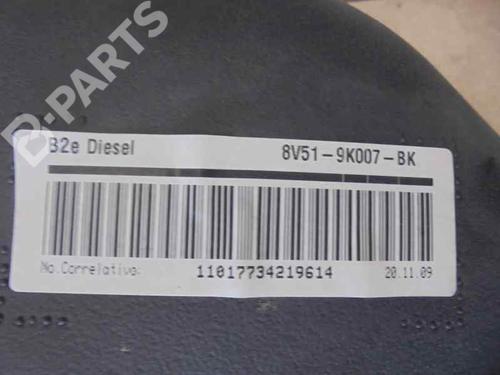 B-PARTS
B2e Diesel 8V51-9K007-BK
No.Correlativo: 11017734219614 20.11.09